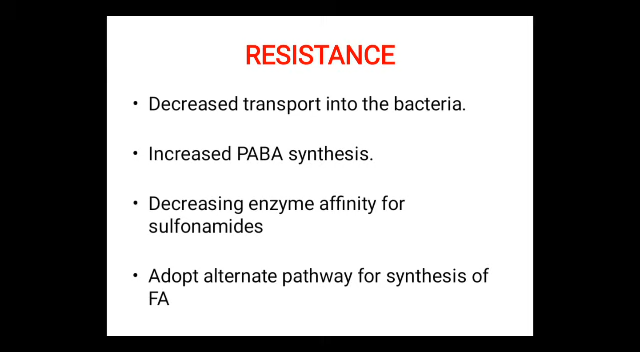 RESISTANCE
• Decreased transport into the bacteria.
• Increased PABA synthesis.
• Decreasing enzyme affinity for
sulfonamides
• Adopt alternate pathway for synthesis of
FA